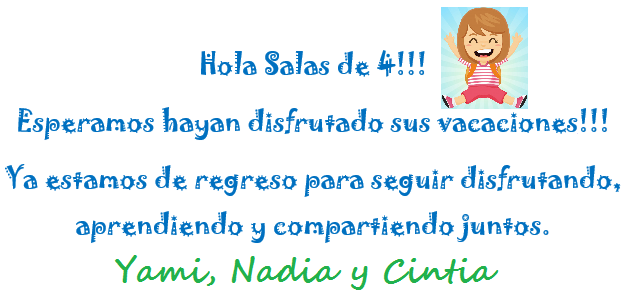 Hola Salas de 4!!!
Esperamos hayan disfrutado sus vacaciones!!!
Ya estamos de regreso para seguir disfrutando,
aprendiendo y compartiendo juntos.
Yami, Nadia y Cintia